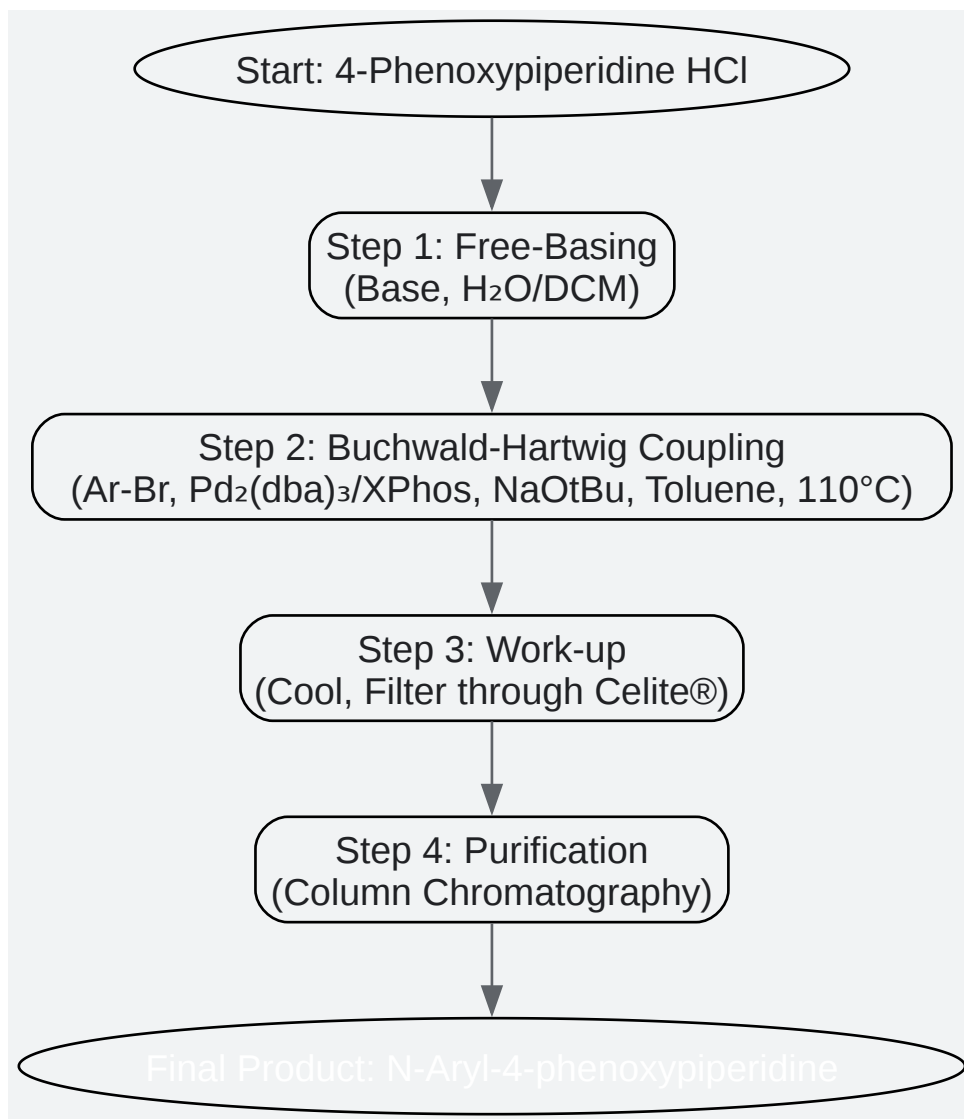 Start: 4-Phenoxypiperidine HCl
Step 1: Free-Basing
(Base, H₂O/DCM)
Step 2: Buchwald-Hartwig Coupling
(Ar-Br, Pd₂(dba)₃/XPhos, NaOtBu, Toluene, 110°C)
Step 3: Work-up
(Cool, Filter through Celite®)
Step 4: Purification
(Column Chromatography)
Final Product: N-Aryl-4-phenoxypiperidine